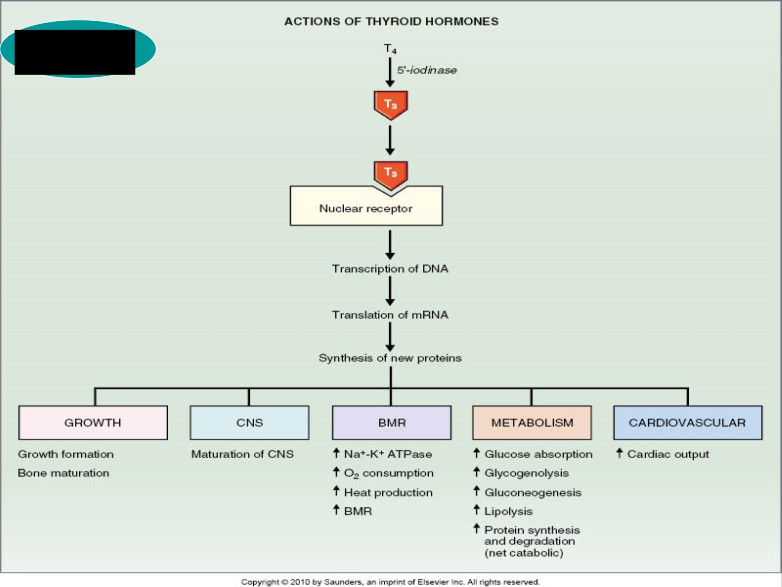 ACTIONS OF THYROID HORMONES
T₄
5'-iodinase
T₃
T₃
Nuclear receptor
Transcription of DNA
Translation of mRNA
Synthesis of new proteins
GROWTH
Growth formation
Bone maturation
CNS
Maturation of CNS
BMR
↑ Na⁺-K⁺ ATPase
↑ O₂ consumption
↑ Heat production
↑ BMR
METABOLISM
↑ Glucose absorption
↑ Glycogenolysis
↑ Gluconeogenesis
↑ Lipolysis
↑ Protein synthesis
and degradation
(net catabolic)
CARDIOVASCULAR
↑ Cardiac output
Copyright © 2010 by Saunders, an imprint of Elsevier Inc. All rights reserved.